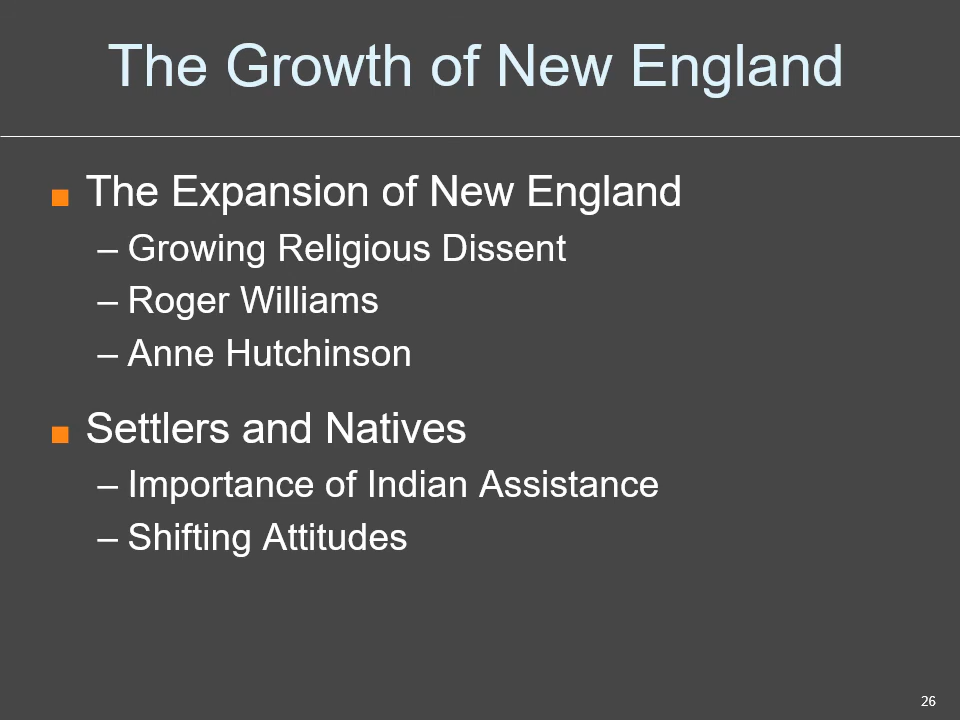 The Growth of New England
The Expansion of New England
– Growing Religious Dissent
– Roger Williams
– Anne Hutchinson
Settlers and Natives
– Importance of Indian Assistance
– Shifting Attitudes
26